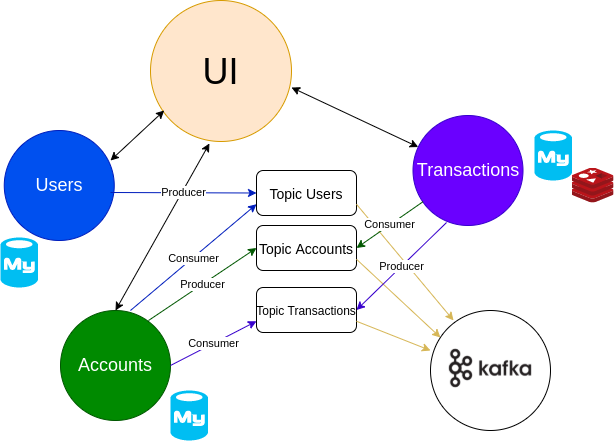 UI
Users
Transactions
My
My
Producer
Topic Users
Consumer
Topic Accounts
Consumer
Producer
Producer
Topic Transactions
Consumer
Accounts
kafka
My